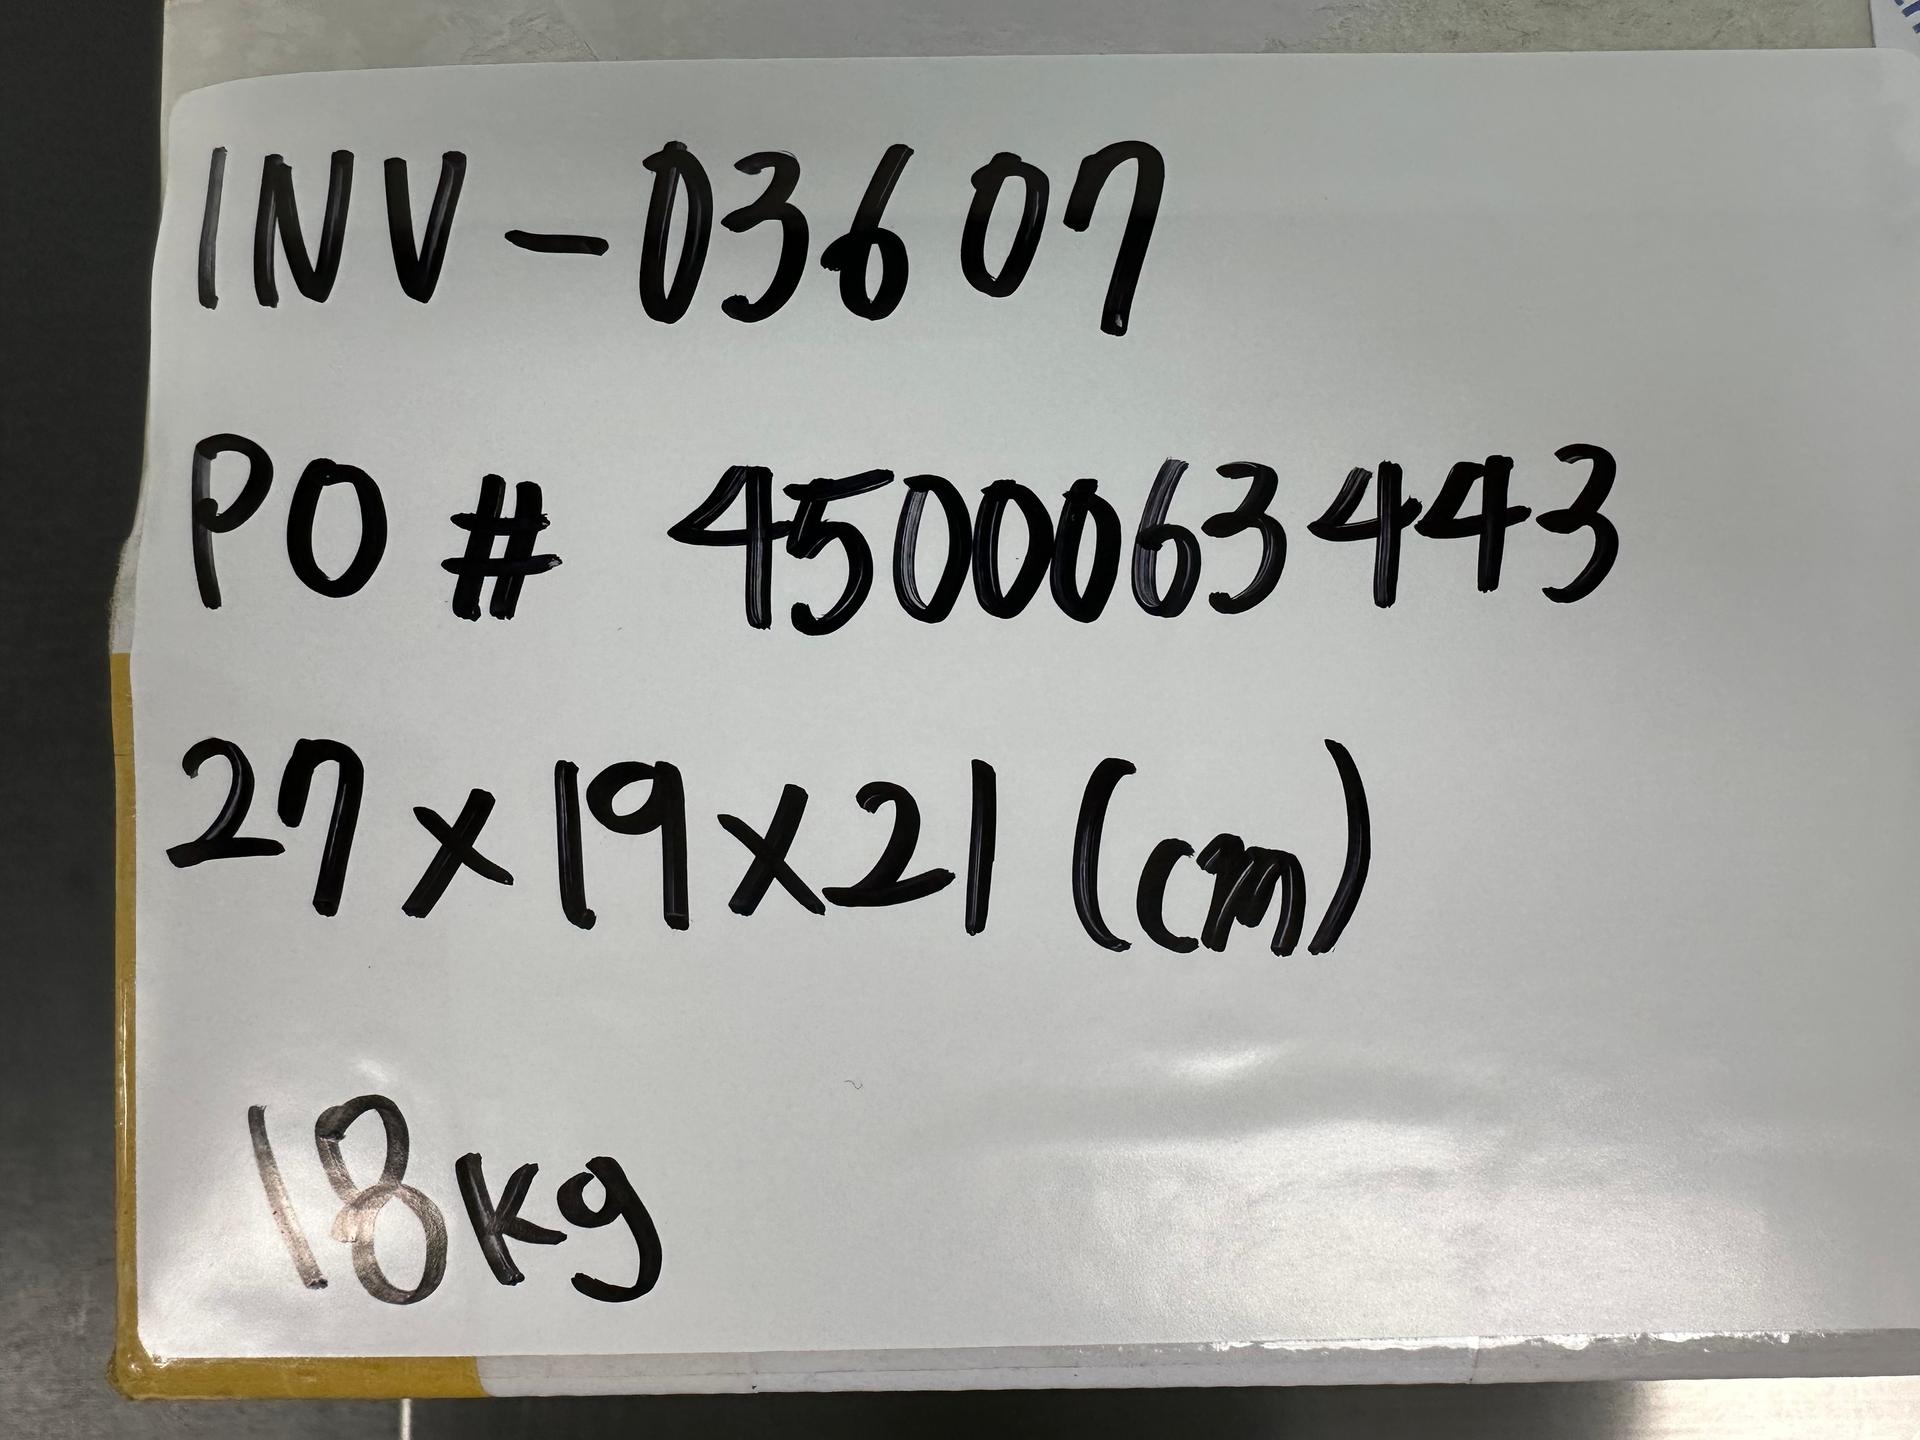 INV-03607
PO # 4500063443
27x19x21 (cm)
18kg